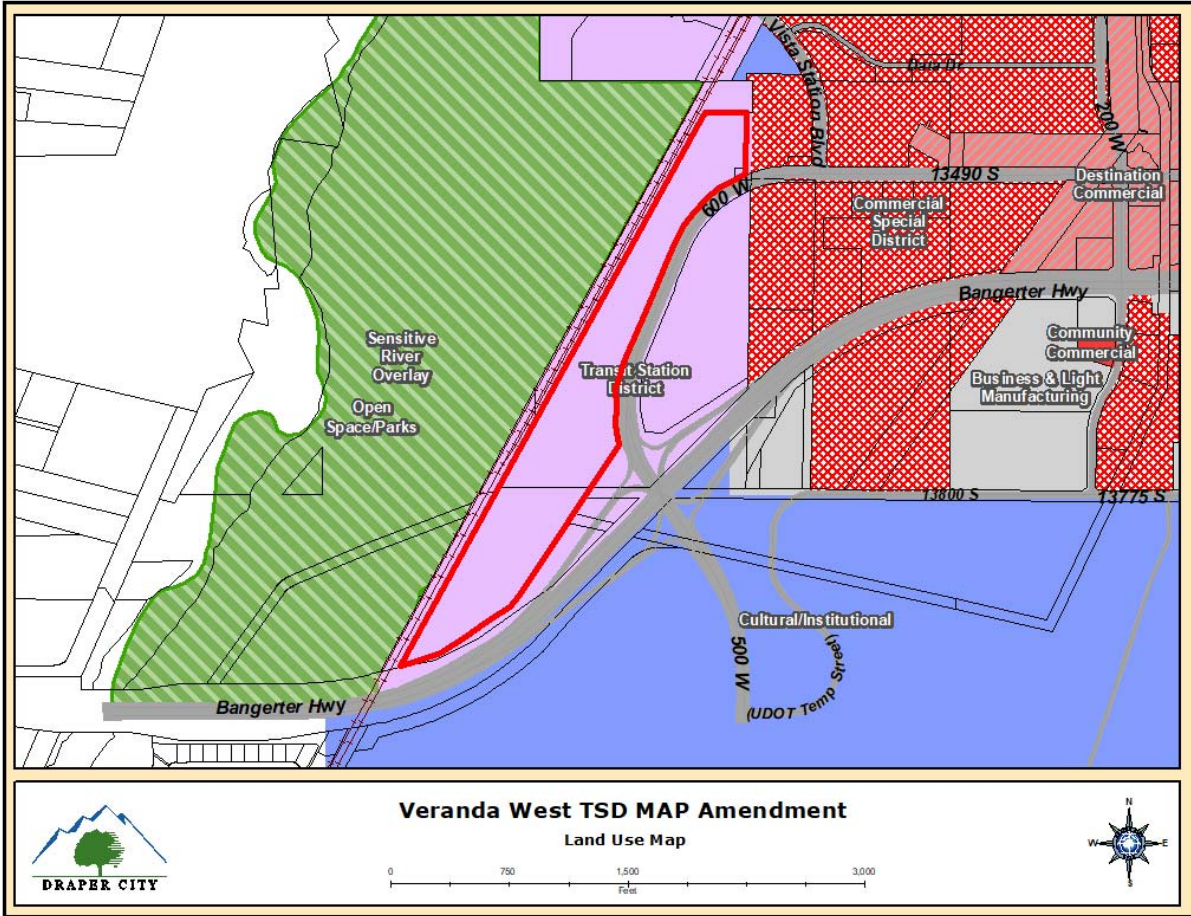 Vista Station Blvd
Data Dr
200 W
600 W
13490 S
Destination
Commercial
Commercial
Special
District
Bangerter Hwy
Sensitive
River
Overlay
Open
Space/Parks
Transit Station
District
Community
Commercial
Business & Light
Manufacturing
13800 S
13775 S
Cultural/Institutional
500 W
(UDOT Temp Street)
Bangerter Hwy
DRAPER CITY
Veranda West TSD MAP Amendment
Land Use Map
0
750
1,500
3,000
Feet
N
W
E
S